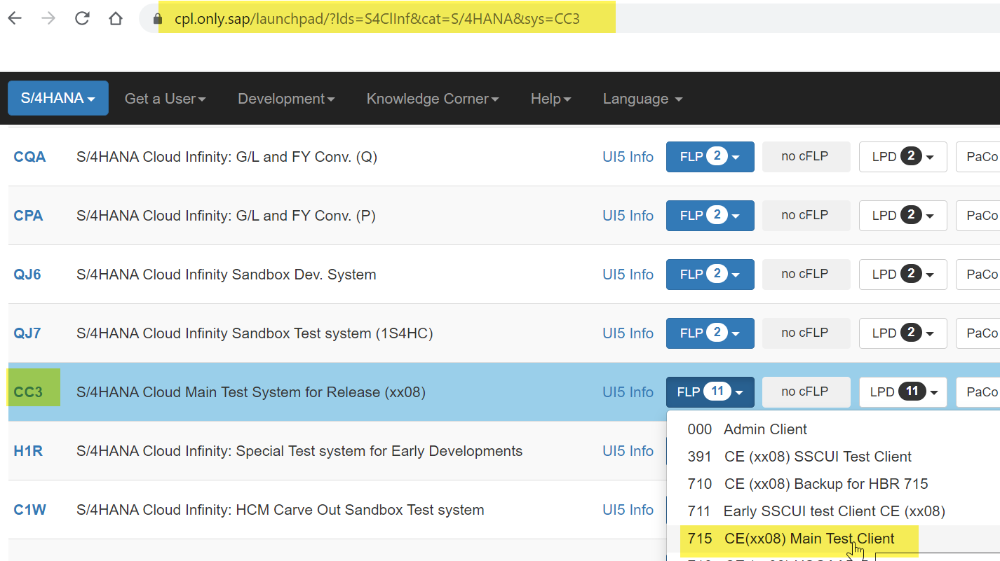 cpl.only.sap/launchpad/?lds=S4ClInf&cat=S/4HANA&sys=CC3
S/4HANA Get a User Development Knowledge Corner Help Language
CQA S/4HANA Cloud Infinity: G/L and FY Conv. (Q) UI5 Info FLP 2 no cFLP LPD 2 PaCo
CPA S/4HANA Cloud Infinity: G/L and FY Conv. (P) UI5 Info FLP 2 no cFLP LPD 2 PaCo
QJ6 S/4HANA Cloud Infinity Sandbox Dev. System UI5 Info FLP 2 no cFLP LPD 2 PaCo
QJ7 S/4HANA Cloud Infinity Sandbox Test system (1S4HC) UI5 Info FLP 2 no cFLP LPD 2 PaCo
CC3 S/4HANA Cloud Main Test System for Release (xx08) UI5 Info FLP 11 no cFLP LPD 11 PaCo
000 Admin Client
H1R S/4HANA Cloud Infinity: Special Test system for Early Developments UI5 Info
391 CE (xx08) SSCUI Test Client
710 CE (xx08) Backup for HBR 715
C1W S/4HANA Cloud Infinity: HCM Carve Out Sandbox Test system UI5 Info
711 Early SSCUI test Client CE (xx08)
715 CE(xx08) Main Test Client